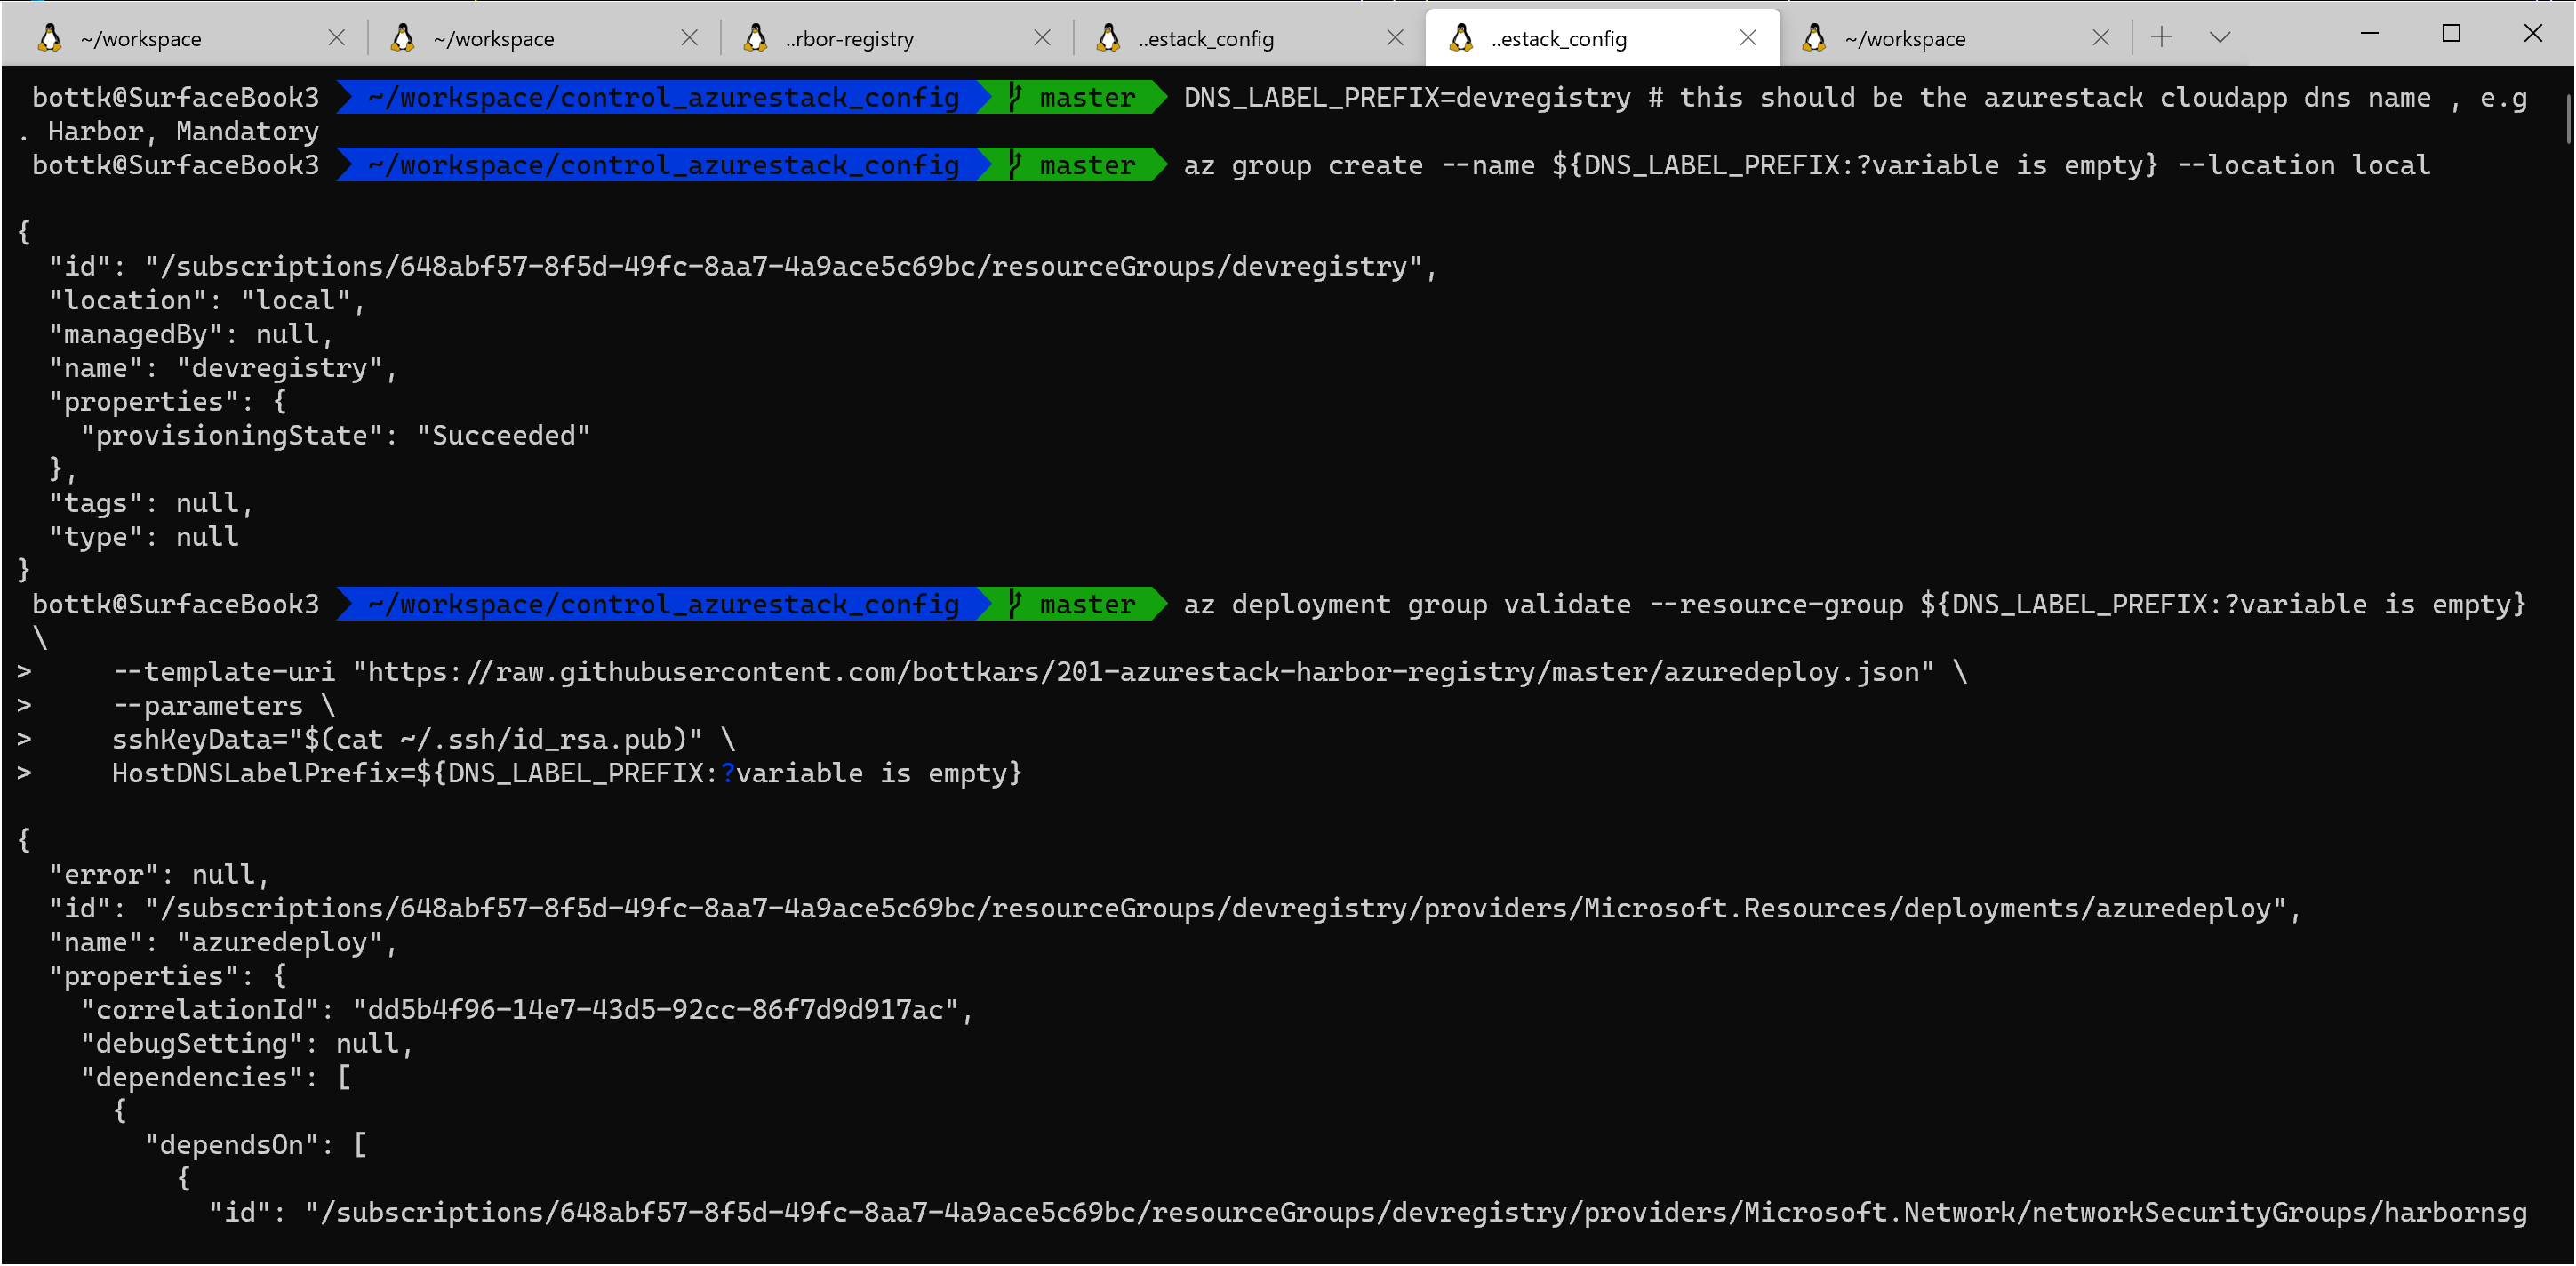 ~/workspace ~/workspace ..rbor-registry ..estack_config ..estack_config ~/workspace
bottk@SurfaceBook3 ~/workspace/control_azurestack_config master DNS_LABEL_PREFIX=devregistry # this should be the azurestack cloudapp dns name , e.g
. Harbor, Mandatory
bottk@SurfaceBook3 ~/workspace/control_azurestack_config master az group create --name ${DNS_LABEL_PREFIX:?variable is empty} --location local
{
  "id": "/subscriptions/648abf57-8f5d-49fc-8aa7-4a9ace5c69bc/resourceGroups/devregistry",
  "location": "local",
  "managedBy": null,
  "name": "devregistry",
  "properties": {
    "provisioningState": "Succeeded"
  },
  "tags": null,
  "type": null
}
bottk@SurfaceBook3 ~/workspace/control_azurestack_config master az deployment group validate --resource-group ${DNS_LABEL_PREFIX:?variable is empty}
 \
>     --template-uri "https://raw.githubusercontent.com/bottkars/201-azurestack-harbor-registry/master/azuredeploy.json" \
>     --parameters \
>     sshKeyData="$(cat ~/.ssh/id_rsa.pub)" \
>     HostDNSLabelPrefix=${DNS_LABEL_PREFIX:?variable is empty}
{
  "error": null,
  "id": "/subscriptions/648abf57-8f5d-49fc-8aa7-4a9ace5c69bc/resourceGroups/devregistry/providers/Microsoft.Resources/deployments/azuredeploy",
  "name": "azuredeploy",
  "properties": {
    "correlationId": "dd5b4f96-14e7-43d5-92cc-86f7d9d917ac",
    "debugSetting": null,
    "dependencies": [
      {
        "dependsOn": [
          {
            "id": "/subscriptions/648abf57-8f5d-49fc-8aa7-4a9ace5c69bc/resourceGroups/devregistry/providers/Microsoft.Network/networkSecurityGroups/harbornsg